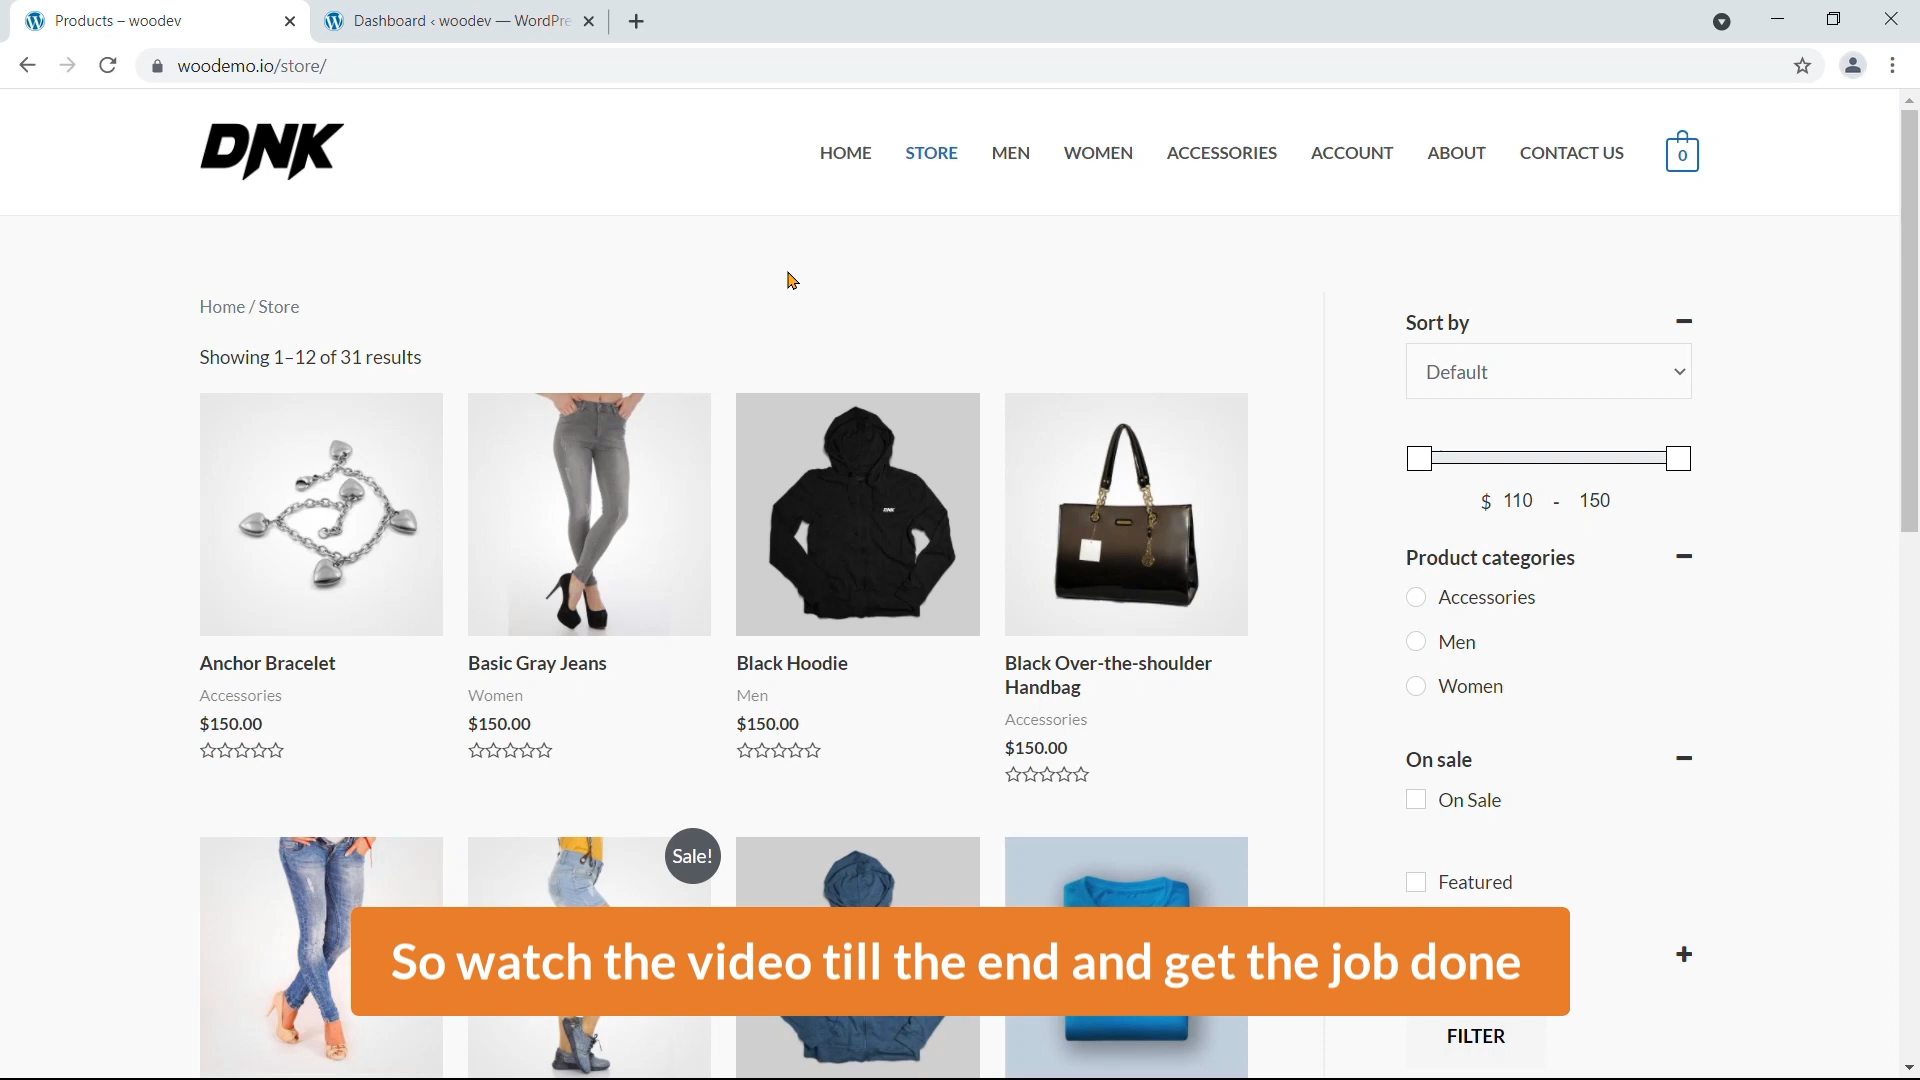 Products – woodev
Dashboard ‹ woodev — WordPre
woodemo.io/store/
DNK
HOME
STORE
MEN
WOMEN
ACCESSORIES
ACCOUNT
ABOUT
CONTACT US
0
Home / Store
Showing 1–12 of 31 results
Anchor Bracelet
Accessories
$150.00
Basic Gray Jeans
Women
$150.00
DNK
Black Hoodie
Men
$150.00
Black Over-the-shoulder
Handbag
Accessories
$150.00
Sale!
Sort by
Default
$ 110 - 150
Product categories
Accessories
Men
Women
On sale
On Sale
Featured
FILTER
So watch the video till the end and get the job done